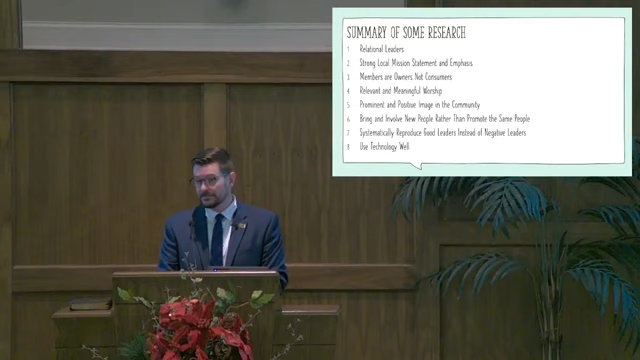 SUMMARY OF SOME RESEARCH
1. Relational Leaders
2. Strong Local Mission Statement and Emphasis
3. Members are Owners Not Consumers
4. Relevant and Meaningful Worship
5. Prominent and Positive Image in the Community
6. Bring and Involve New People Rather Than Promote the Same People
7. Systematically Reproduce Good Leaders Instead of Negative Leaders
8. Use Technology Well